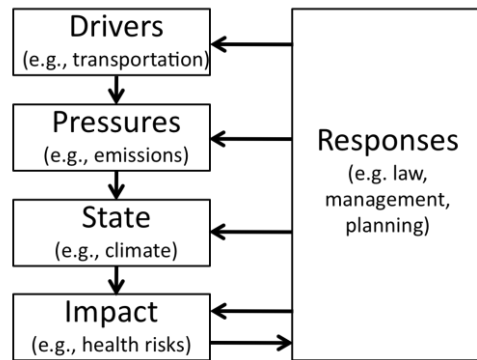 Drivers
(e.g., transportation)
Pressures
(e.g., emissions)
State
(e.g., climate)
Impact
(e.g., health risks)
Responses
(e.g. law,
management,
planning)